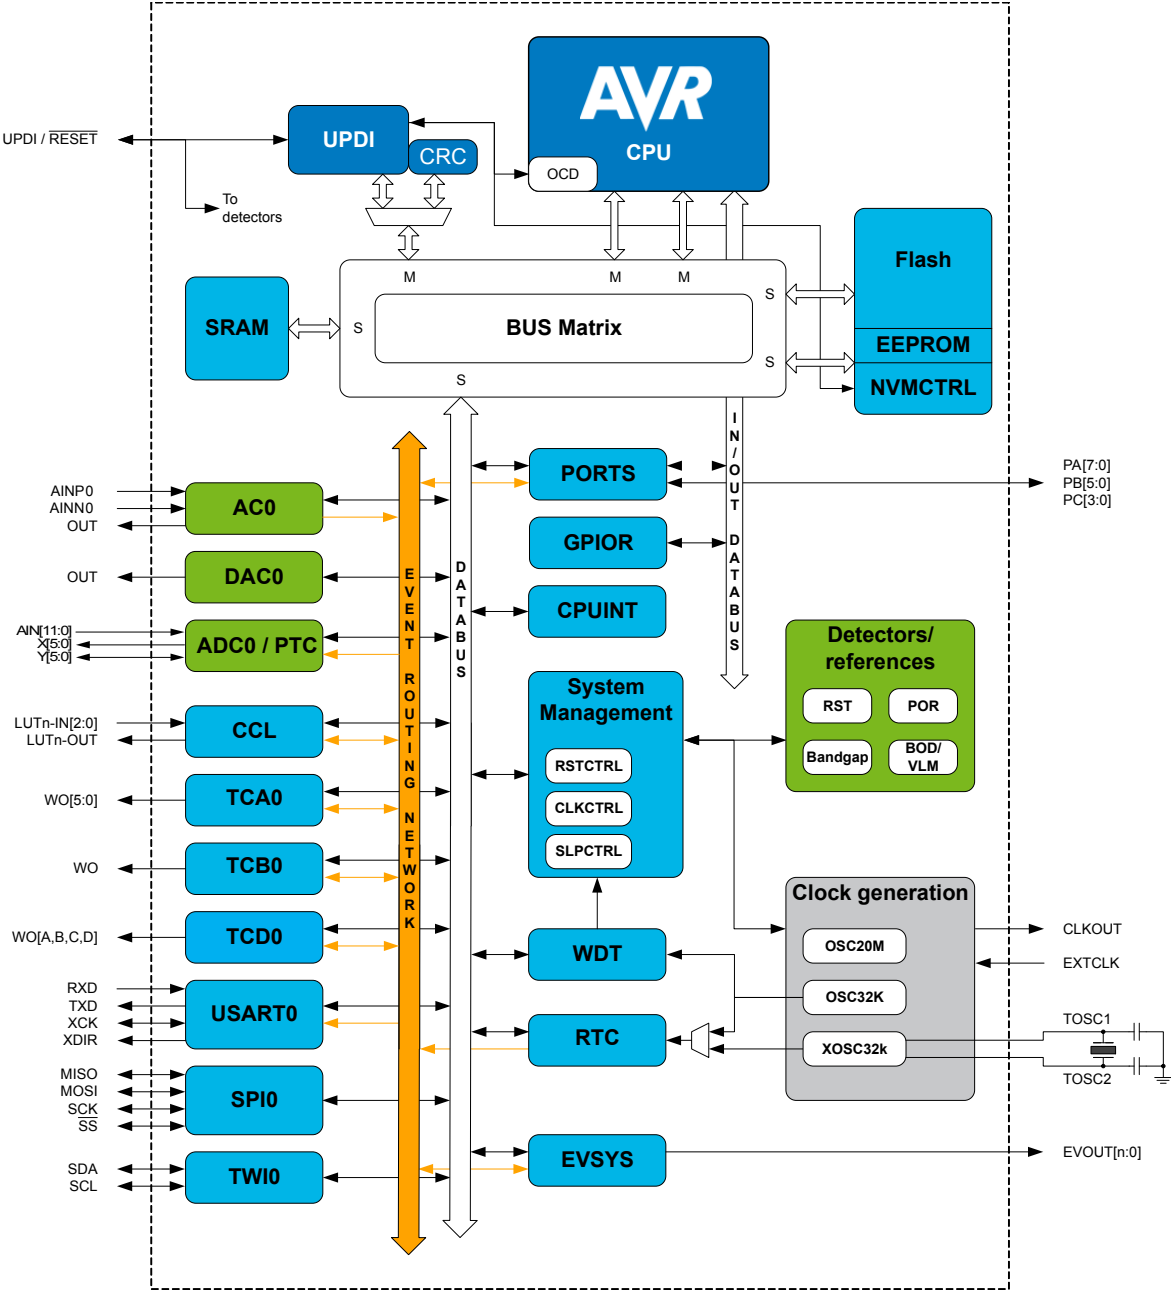 AVR
CPU
OCD
UPDI
CRC
UPDI / RESET
To
detectors
Flash
EEPROM
NVMCTRL
M
M
M
SRAM
S
BUS Matrix
S
S
S
IN/OUT DATABUS
DATABUS
EVENT ROUTING NETWORK
AINP0
AINN0
OUT
AC0
OUT
DAC0
AIN[11:0]
X[5:0]
Y[5:0]
ADC0 / PTC
LUTn-IN[2:0]
LUTn-OUT
CCL
WO[5:0]
TCA0
WO
TCB0
WO[A,B,C,D]
TCD0
RXD
TXD
XCK
XDIR
USART0
MISO
MOSI
SCK
SS
SPI0
SDA
SCL
TWI0
PORTS
PA[7:0]
PB[5:0]
PC[3:0]
GPIOR
CPUINT
System
Management
RSTCTRL
CLKCTRL
SLPCTRL
Detectors/
references
RST
POR
Bandgap
BOD/
VLM
WDT
RTC
Clock generation
OSC20M
OSC32K
XOSC32k
CLKOUT
EXTCLK
TOSC1
TOSC2
EVSYS
EVOUT[n:0]